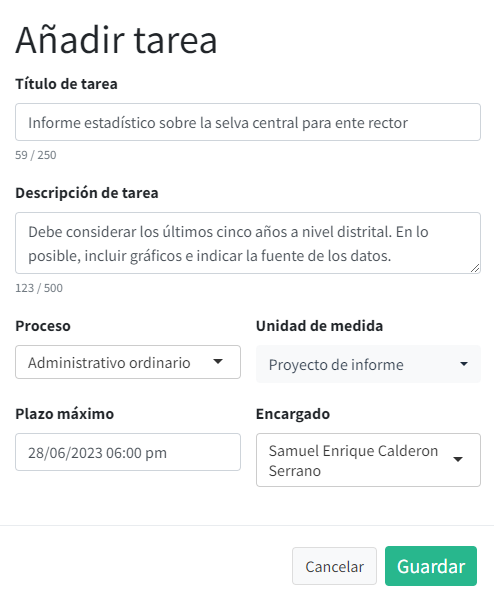 Añadir tarea
Título de tarea
Informe estadístico sobre la selva central para ente rector
59 / 250
Descripción de tarea
Debe considerar los últimos cinco años a nivel distrital. En lo
posible, incluir gráficos e indicar la fuente de los datos.
123 / 500
Proceso
Unidad de medida
Administrativo ordinario
Proyecto de informe
Plazo máximo
Encargado
28/06/2023 06:00 pm
Samuel Enrique Calderon
Serrano
Cancelar
Guardar